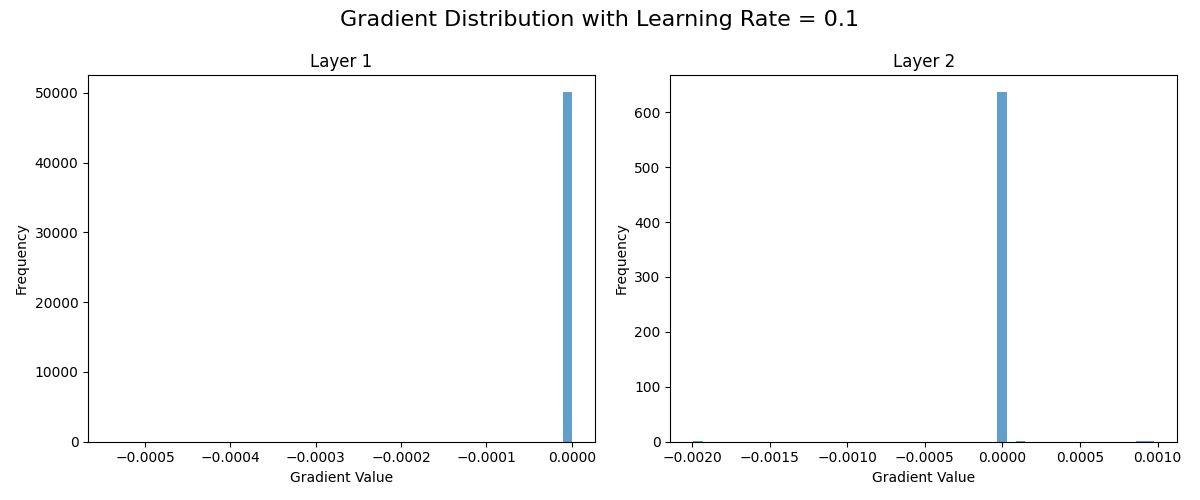 Gradient Distribution with Learning Rate = 0.1
Layer 1
Frequency
50000
40000
30000
20000
10000
0
−0.0005 −0.0004 −0.0003 −0.0002 −0.0001 0.0000
Gradient Value
Layer 2
Frequency
600
500
400
300
200
100
0
−0.0020 −0.0015 −0.0010 −0.0005 0.0000 0.0005 0.0010
Gradient Value